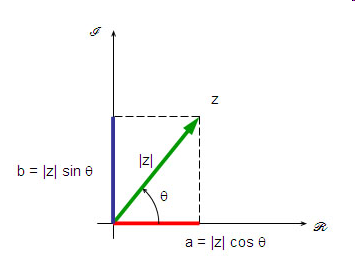 ℐ
z
|z|
b = |z| sin θ
θ
ℛ
a = |z| cos θ